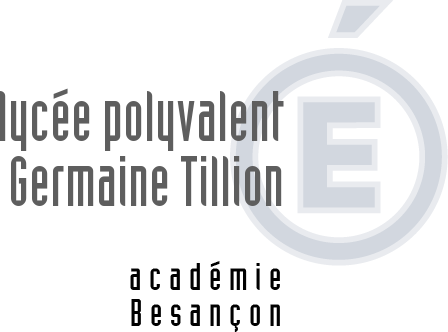 lycée polyvalent
Germaine Tillion
É
académie
Besançon